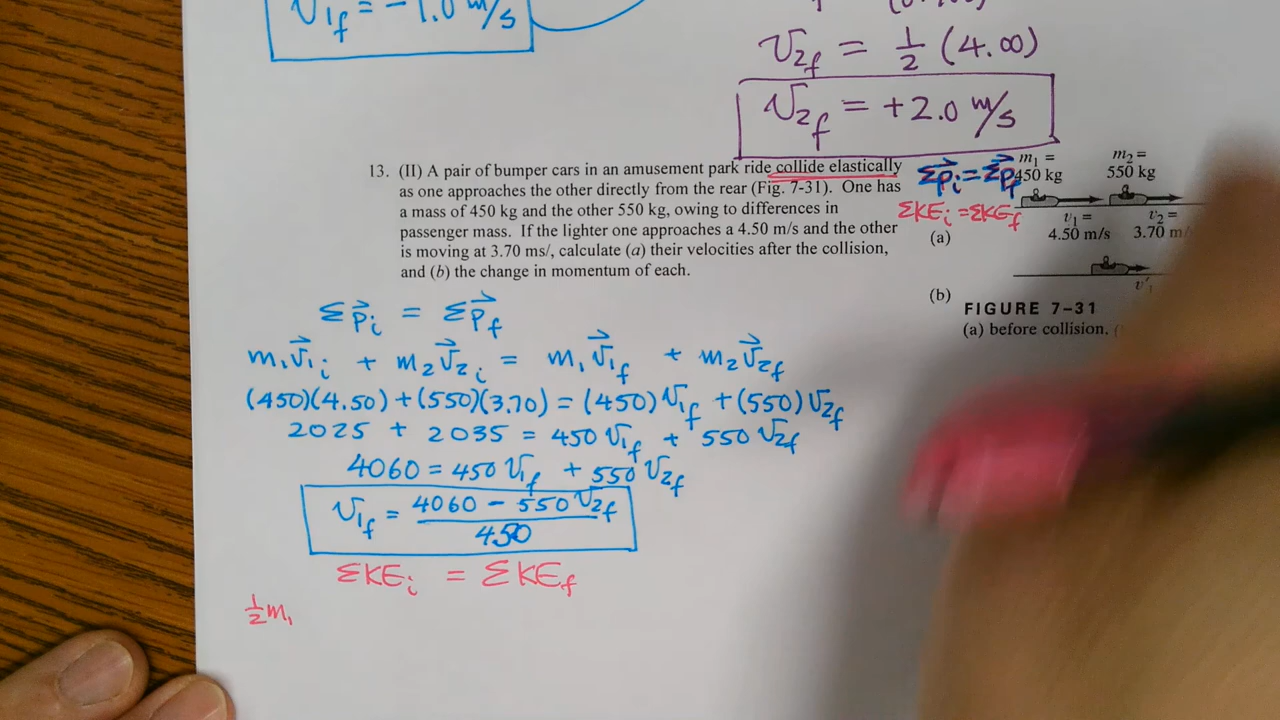 V₁f = -1.0 m/s
V₂f = 1/2 (4.00)
V₂f = +2.0 m/s
13. (II) A pair of bumper cars in an amusement park ride collide elastically
as one approaches the other directly from the rear (Fig. 7-31). One has
a mass of 450 kg and the other 550 kg, owing to differences in
passenger mass. If the lighter one approaches a 4.50 m/s and the other
is moving at 3.70 ms/, calculate (a) their velocities after the collision,
and (b) the change in momentum of each.
Σp⃗i = Σp⃗f
ΣKEi = ΣKEf
m₁ =
450 kg
m₂ =
550 kg
v₁ =
4.50 m/s
v₂ =
3.70 m/
(a)
v'₁
(b)
FIGURE 7-31
(a) before collision,
Σp⃗i = Σp⃗f
m₁v⃗₁i + m₂v⃗₂i = m₁v⃗₁f + m₂v⃗₂f
(450)(4.50) + (550)(3.70) = (450)V₁f + (550)V₂f
2025 + 2035 = 450 V₁f + 550 V₂f
4060 = 450 V₁f + 550 V₂f
V₁f = 4060 - 550 V₂f / 450
ΣKEi = ΣKEf
1/2 m₁